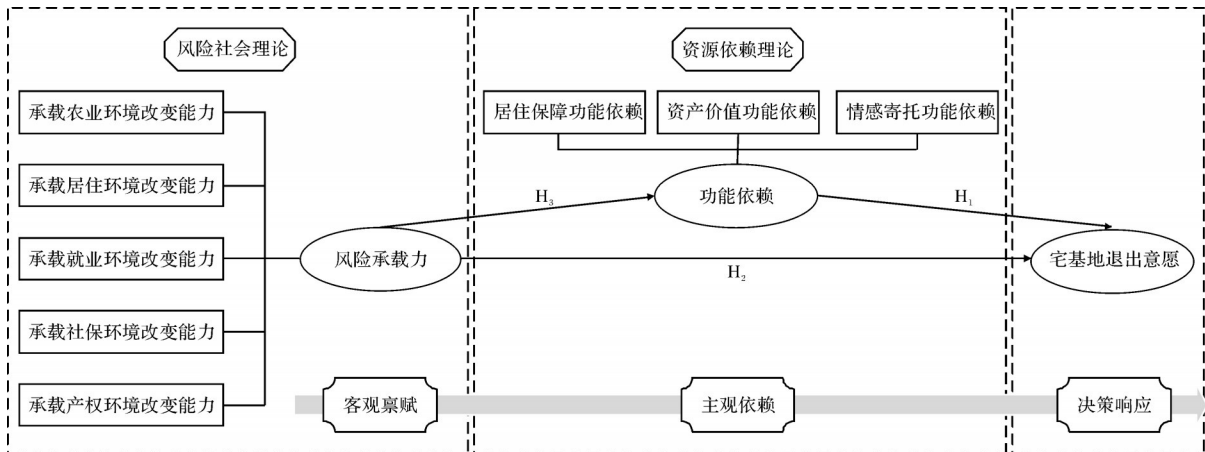 风险社会理论
承载农业环境改变能力
承载居住环境改变能力
承载就业环境改变能力
承载社保环境改变能力
承载产权环境改变能力
风险承载力
客观禀赋
资源依赖理论
居住保障功能依赖
资产价值功能依赖
情感寄托功能依赖
功能依赖
H₃
H₁
H₂
主观依赖
宅基地退出意愿
决策响应